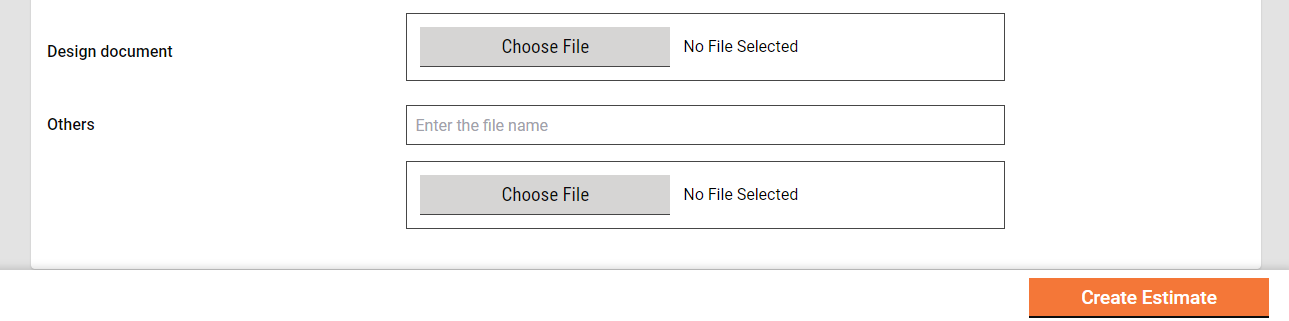 Design document
Choose File
No File Selected
Others
Enter the file name
Choose File
No File Selected
Create Estimate